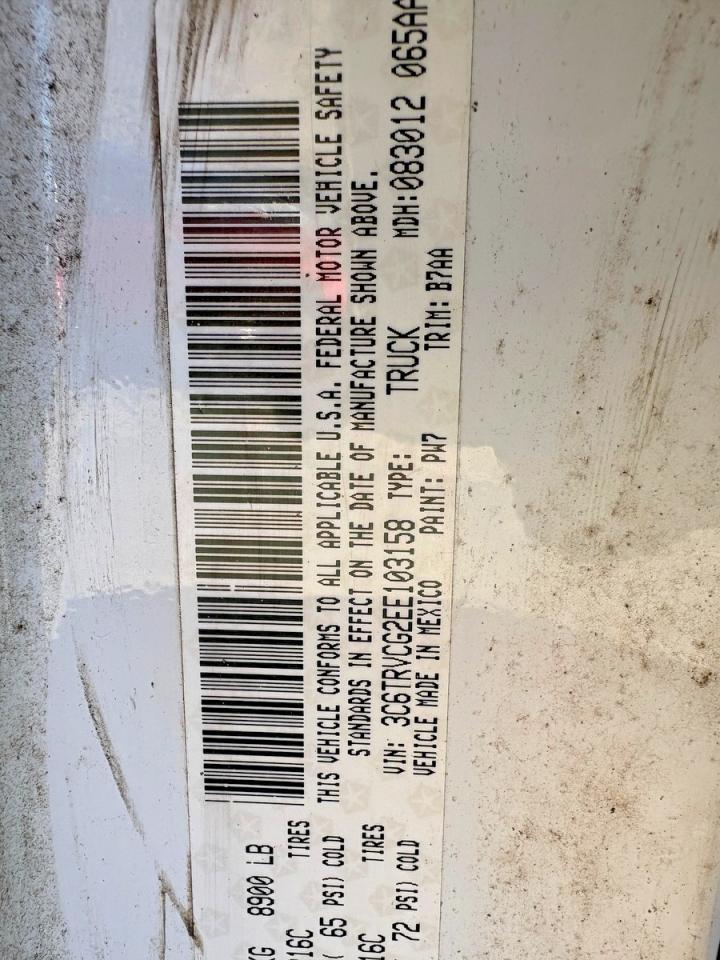 KG 8900 LB
16C TIRES
( 65 PSI) COLD
16C TIRES
72 PSI) COLD
THIS VEHICLE CONFORMS TO ALL APPLICABLE U.S.A. FEDERAL MOTOR VEHICLE SAFETY
STANDARDS IN EFFECT ON THE DATE OF MANUFACTURE SHOWN ABOVE.
VIN: 3C6TRVCG2EE103158 TYPE: TRUCK MDH:083012 065AA
VEHICLE MADE IN MEXICO PAINT: PW7 TRIM: B7AA